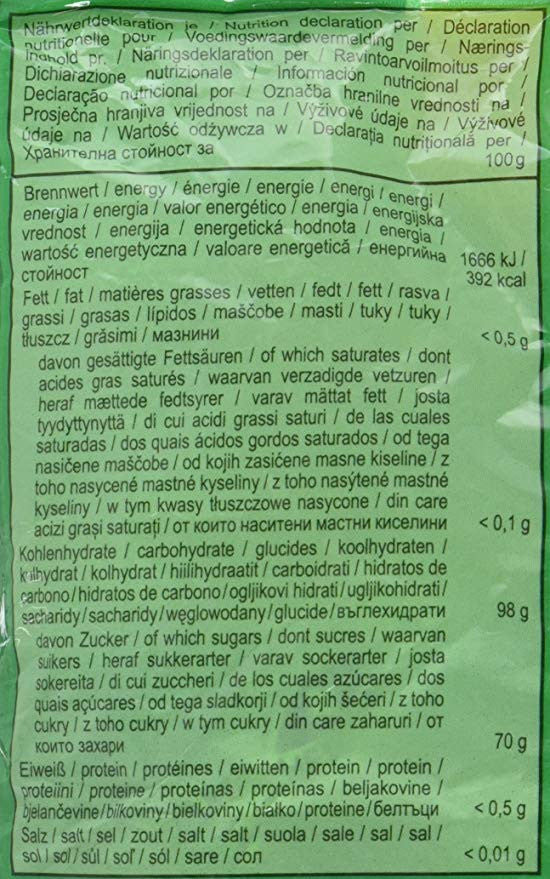 Nährwertdeklaration je / Nutrition declaration per / Déclaration
nutritionelle pour / Voedingswaardevermelding per / Nærings-
indhold pr. / Näringsdeklaration per / Ravintoarvoilmoitus per /
Dichiarazione nutrizionale / Información nutricional por /
Declaração nutricional por / Označba hranilne vrednosti na /
Prosječna hranjiva vrijednost na / Výživové údaje na / Výživové
údaje na / Wartość odżywcza w / Declarația nutrițională per /
Хранителна стойност за 100 g
Brennwert / energy / énergie / energie / energi / energi /
energia / energia / valor energético / energia / energijska
vrednost / energija / energetická hodnota / energia /
wartość energetyczna / valoare energetică / енергийна
стойност 1666 kJ /
392 kcal
Fett / fat / matières grasses / vetten / fedt / fett / rasva /
grassi / grasas / lípidos / maščobe / masti / tuky / tuky /
tłuszcz / grăsimi / мазнини < 0,5 g
davon gesättigte Fettsäuren / of which saturates / dont
acides gras saturés / waarvan verzadigde vetzuren /
heraf mættede fedtsyrer / varav mättat fett / josta
tyydyttynyttä / di cui acidi grassi saturi / de las cuales
saturadas / dos quais ácidos gordos saturados / od tega
nasičene maščobe / od kojih zasićene masne kiseline / z
toho nasycené mastné kyseliny / z toho nasýtené mastné
kyseliny / w tym kwasy tłuszczowe nasycone / din care
acizi grași saturați / от които наситени мастни киселини < 0,1 g
Kohlenhydrate / carbohydrate / glucides / koolhydraten /
kulhydrat / kolhydrat / hiilihydraatit / carboidrati / hidratos de
carbono / hidratos de carbono / ogljikovi hidrati / ugljikohidrati /
sacharidy / sacharidy / węglowodany / glucide / въглехидрати 98 g
davon Zucker / of which sugars / dont sucres / waarvan
suikers / heraf sukkerarter / varav sockerarter / josta
sokereita / di cui zuccheri / de los cuales azúcares / dos
quais açúcares / od tega sladkorji / od kojih šećeri / z toho
cukry / z toho cukry / w tym cukry / din care zaharuri / от
които захари 70 g
Eiweiß / protein / protéines / eiwitten / protein / protein /
proteiini / proteine / proteínas / proteínas / beljakovine /
bjelančevine / bílkoviny / bielkoviny / białko / proteine / белтъци < 0,5 g
Salz / salt / sel / zout / salt / salt / suola / sale / sal / sal /
sol / sol / sůl / soľ / sól / sare / сол < 0,01 g